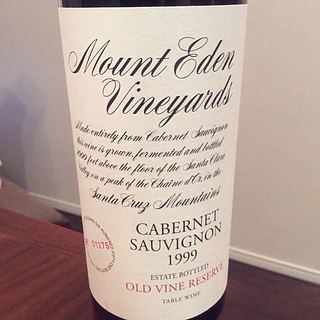 Mount Eden
Vineyards
Made entirely from Cabernet Sauvignon
this wine is grown, fermented and bottled
2000 feet above the floor of the Santa Clara
Valley, on a peak of the Chaîne d'Or, in the
Santa Cruz Mountains.
CABERNET
SAUVIGNON
1999
ESTATE BOTTLED
OLD VINE RESERVE
TABLE WINE
11275